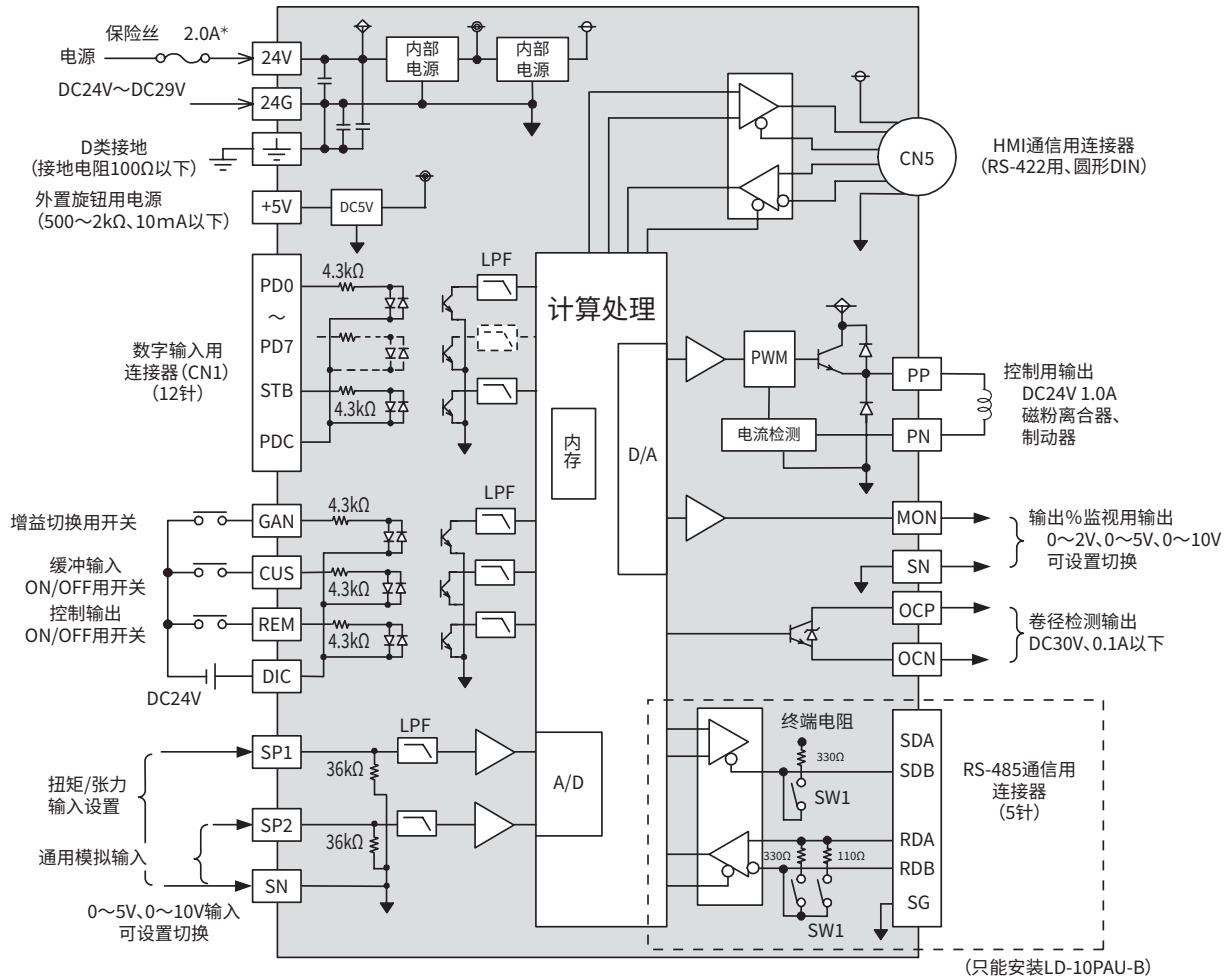 保险丝 2.0A*
电源
24V
内部
电源
内部
电源
DC24V～DC29V
24G
D类接地
(接地电阻100Ω以下)
外置旋钮用电源
(500～2kΩ、10mA以下)
+5V
DC5V
CN5
HMI通信用连接器
(RS-422用、圆形DIN)
数字输入用
连接器(CN1)
(12针)
PD0
～
PD7
STB
PDC
4.3kΩ
4.3kΩ
LPF
计算处理
内存
D/A
PWM
电流检测
PP
PN
控制用输出
DC24V 1.0A
磁粉离合器、
制动器
增益切换用开关
缓冲输入
ON/OFF用开关
控制输出
ON/OFF用开关
DC24V
GAN
CUS
REM
DIC
4.3kΩ
4.3kΩ
4.3kΩ
LPF
MON
SN
输出%监视用输出
0～2V、0～5V、0～10V
可设置切换
OCP
OCN
卷径检测输出
DC30V、0.1A以下
扭矩/张力
输入设置
通用模拟输入
0～5V、0～10V输入
可设置切换
SP1
SP2
SN
36kΩ
36kΩ
LPF
A/D
终端电阻
330Ω
SW1
330Ω
110Ω
SW1
SDA
SDB
RDA
RDB
SG
RS-485通信用
连接器
(5针)
(只能安装LD-10PAU-B)